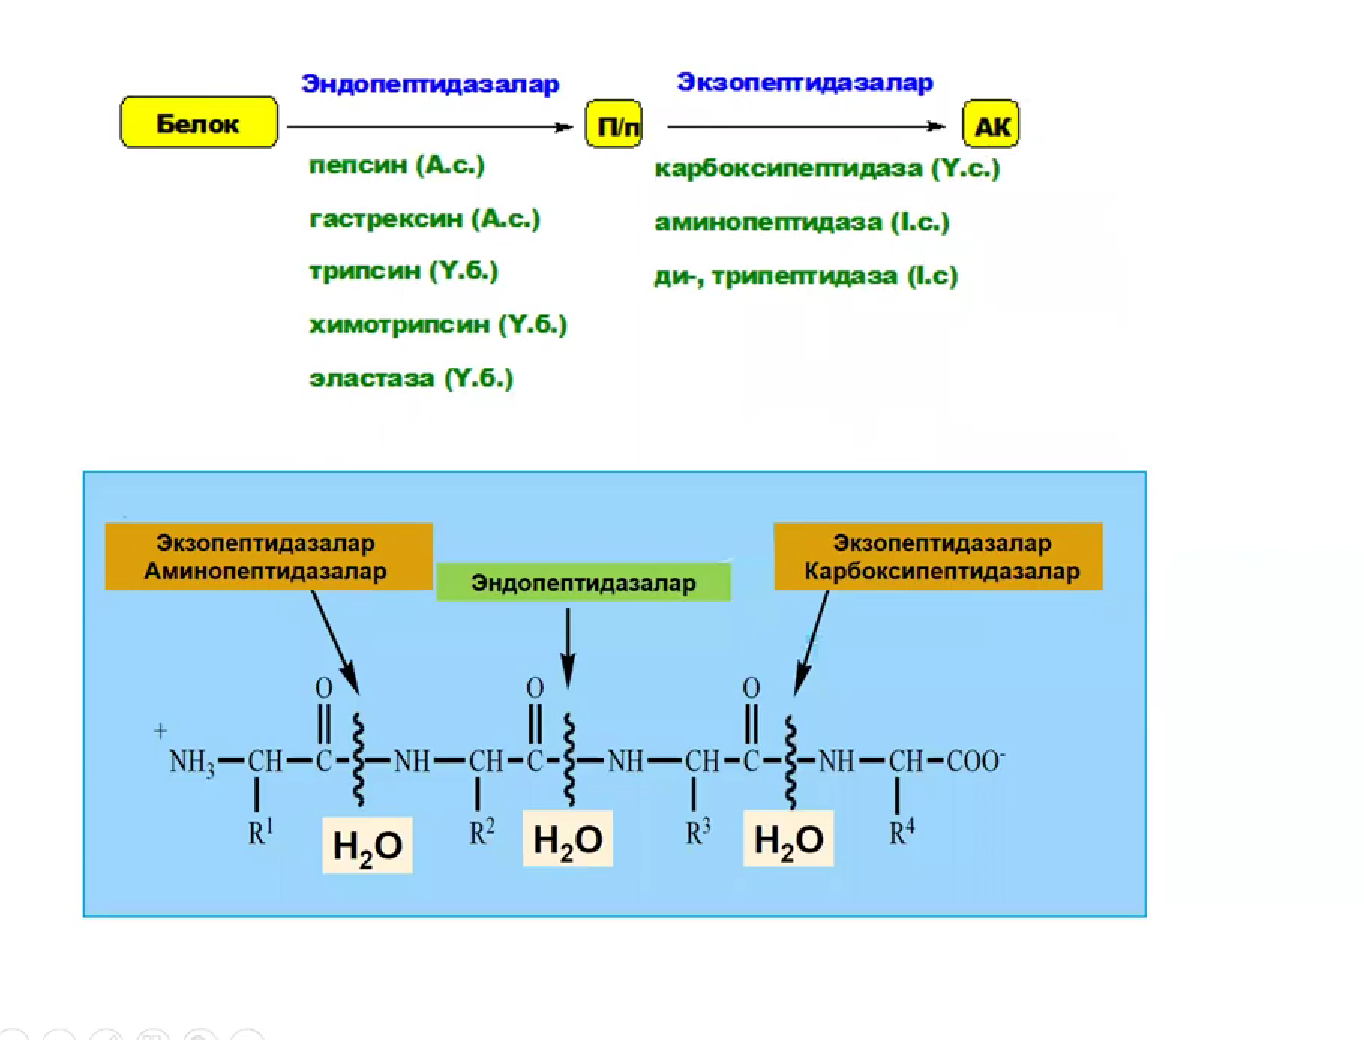 Эндопептидазалар
Экзопептидазалар
Белок
П/п
АК
пепсин (А.с.)
гастрексин (А.с.)
трипсин (Ү.б.)
химотрипсин (Ү.б.)
эластаза (Ү.б.)
карбоксипептидаза (Ү.с.)
аминопептидаза (І.с.)
ди-, трипептидаза (І.с)
Экзопептидазалар
Аминопептидазалар
Эндопептидазалар
Экзопептидазалар
Карбоксипептидазалар
O O O
+
NH₃—CH—C—NH—CH—C—NH—CH—C—NH—CH—COO⁻
R¹ R² R³ R⁴
H₂O H₂O H₂O